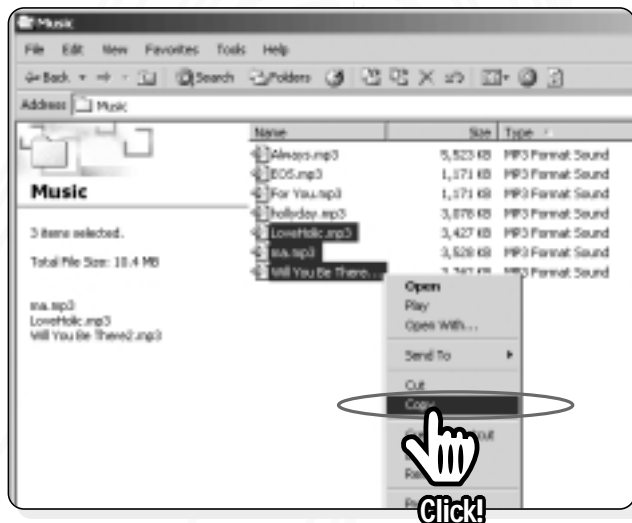 Music
File Edit View Favorites Tools Help
Back Search Folders
Address Music
Name Size Type
Always.mp3 5,523 KB MP3 Format Sound
EOS.mp3 1,171 KB MP3 Format Sound
For You.mp3 1,171 KB MP3 Format Sound
hollyday.mp3 3,078 KB MP3 Format Sound
LoveHolic.mp3 3,427 KB MP3 Format Sound
ma.mp3 3,528 KB MP3 Format Sound
Will You Be There... MP3 Format Sound
Music
3 items selected.
Total File Size: 10.4 MB
ma.mp3
LoveHolic.mp3
Will You Be There2.mp3
Open
Play
Open With...
Send To
Cut
Copy
Click!